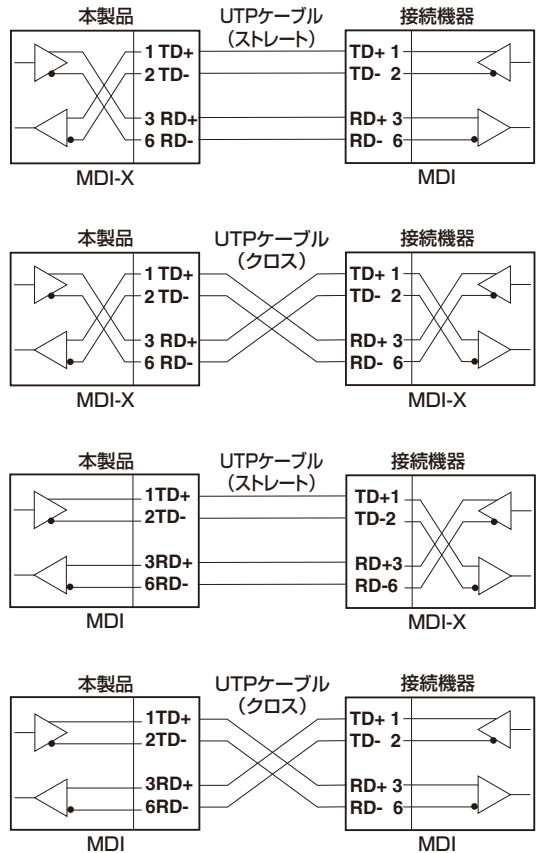 本製品 UTPケーブル 接続機器
（ストレート）
1 TD+ TD+ 1
2 TD- TD- 2
3 RD+ RD+ 3
6 RD- RD- 6
MDI-X MDI
本製品 UTPケーブル 接続機器
（クロス）
1 TD+ TD+ 1
2 TD- TD- 2
3 RD+ RD+ 3
6 RD- RD- 6
MDI-X MDI-X
本製品 UTPケーブル 接続機器
（ストレート）
1TD+ TD+1
2TD- TD-2
3RD+ RD+3
6RD- RD-6
MDI MDI-X
本製品 UTPケーブル 接続機器
（クロス）
1TD+ TD+ 1
2TD- TD- 2
3RD+ RD+ 3
6RD- RD- 6
MDI MDI